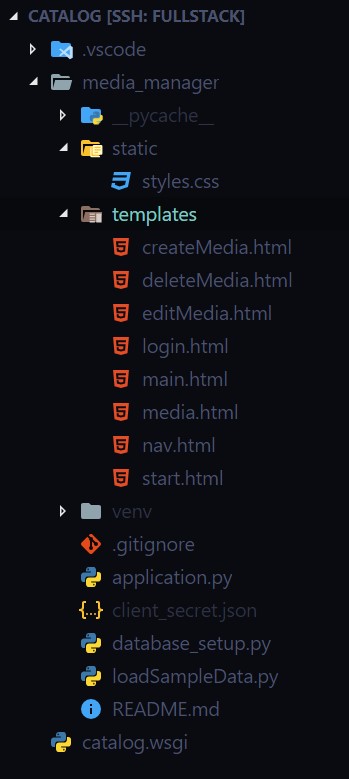 CATALOG [SSH: FULLSTACK]
.vscode
media_manager
__pycache__
static
styles.css
templates
createMedia.html
deleteMedia.html
editMedia.html
login.html
main.html
media.html
nav.html
start.html
venv
.gitignore
application.py
client_secret.json
database_setup.py
loadSampleData.py
README.md
catalog.wsgi